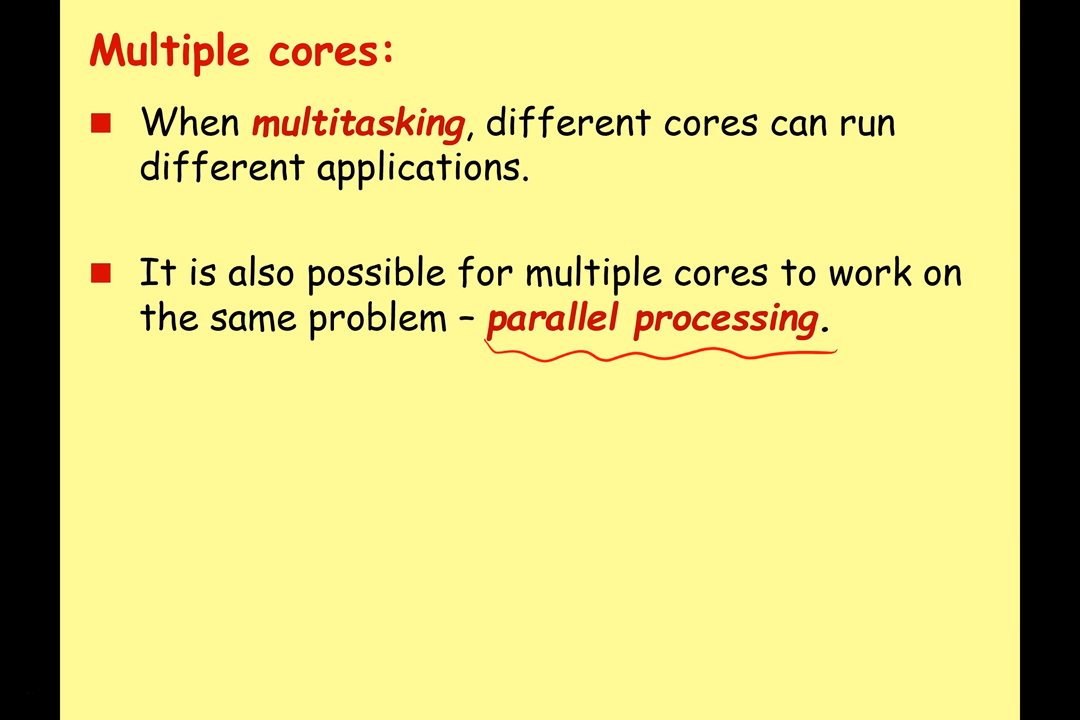 Multiple cores:
When multitasking, different cores can run
different applications.
It is also possible for multiple cores to work on
the same problem – parallel processing.